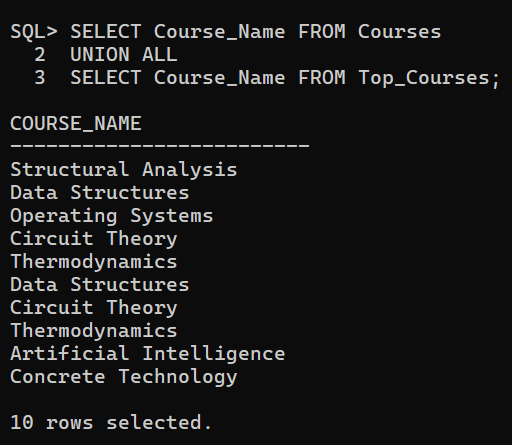 SQL> SELECT Course_Name FROM Courses
  2  UNION ALL
  3  SELECT Course_Name FROM Top_Courses;

COURSE_NAME
-------------------------
Structural Analysis
Data Structures
Operating Systems
Circuit Theory
Thermodynamics
Data Structures
Circuit Theory
Thermodynamics
Artificial Intelligence
Concrete Technology

10 rows selected.